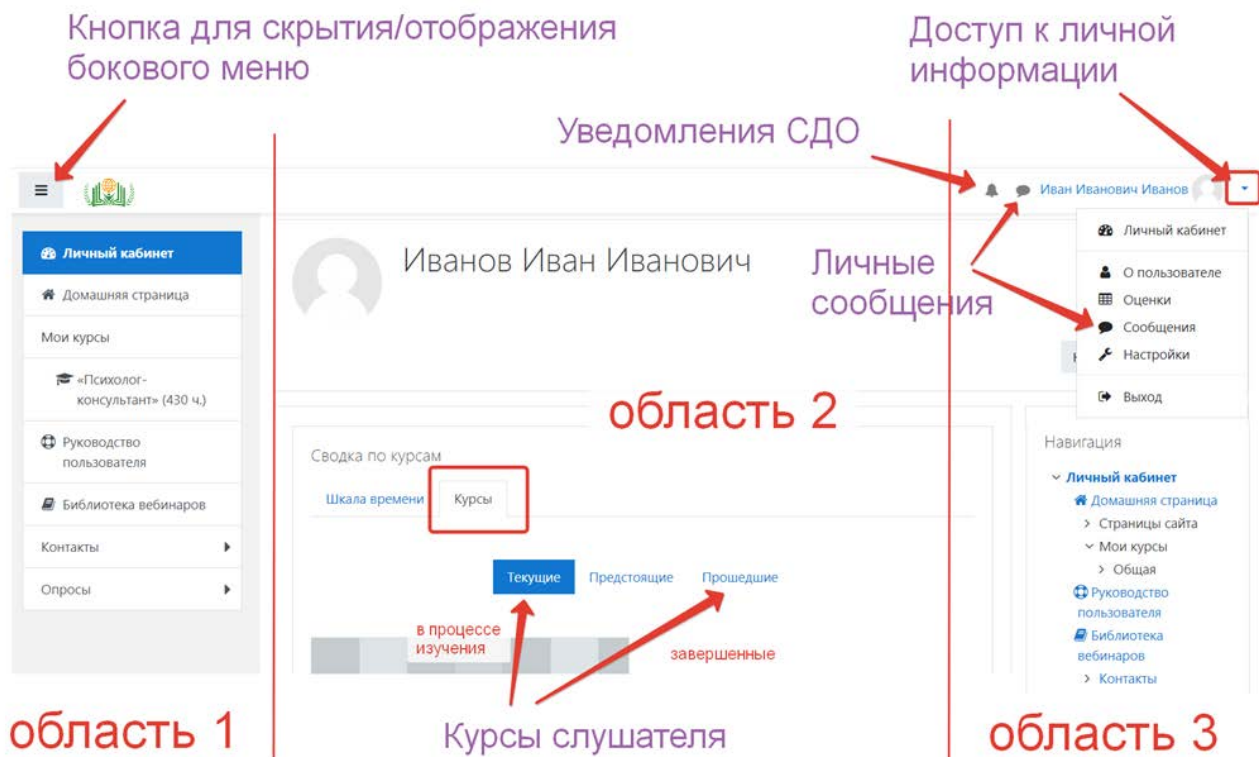 Кнопка для скрытия/отображения
бокового меню
Доступ к личной
информации
Уведомления СДО
Иван Иванович Иванов
Личный кабинет
Домашняя страница
Мои курсы
«Психолог-
консультант» (430 ч.)
Руководство
пользователя
Библиотека вебинаров
Контакты
Опросы
Иванов Иван Иванович
Личные
сообщения
Личный кабинет
О пользователе
Оценки
Сообщения
Настройки
Выход
область 2
Сводка по курсам
Шкала времени
Курсы
Текущие
Предстоящие
Прошедшие
в процессе
изучения
завершенные
Курсы слушателя
Навигация
Личный кабинет
Домашняя страница
Страницы сайта
Мои курсы
Общая
Руководство
пользователя
Библиотека
вебинаров
Контакты
область 1
область 3